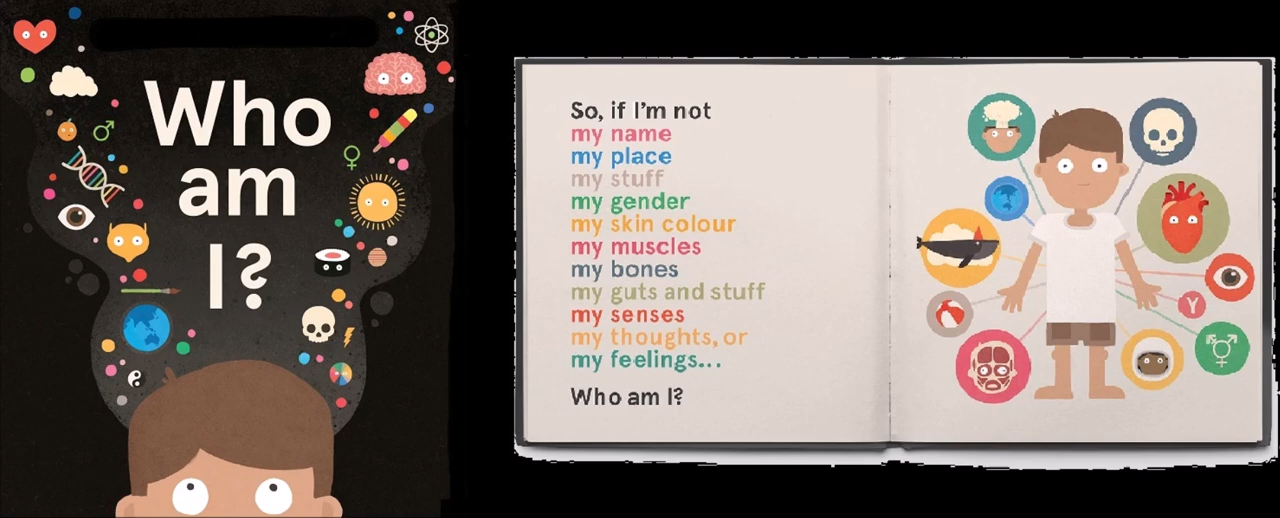 Who
am
I?
So, if I'm not
my name
my place
my stuff
my gender
my skin colour
my muscles
my bones
my guts and stuff
my senses
my thoughts, or
my feelings...
Who am I?
Y